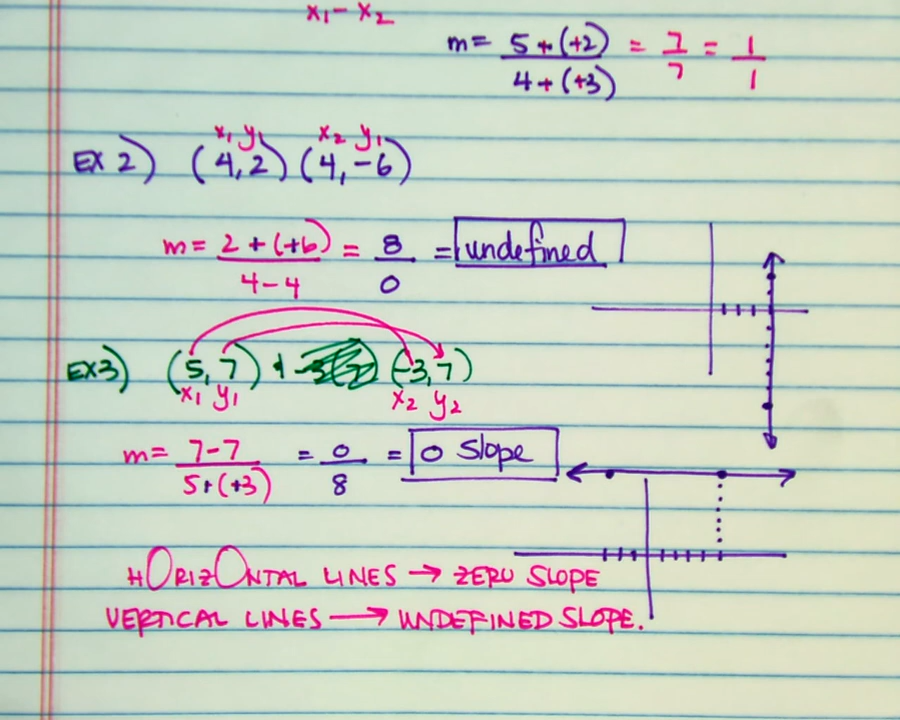 x₁ - x₂
m = 5 + (+2) / 4 + (+3) = 7/7 = 1/1
x₁ y₁ x₂ y₁
EX 2) (4, 2) (4, -6)
m = 2 + (+6) / 4 - 4 = 8/0 = undefined
EX3) (5, 7) + (-3, 7)
x₁ y₁ x₂ y₂
m = 7 - 7 / 5 + (+3) = 0/8 = 0 Slope
HORIZONTAL LINES → ZERO SLOPE
VERTICAL LINES → UNDEFINED SLOPE.